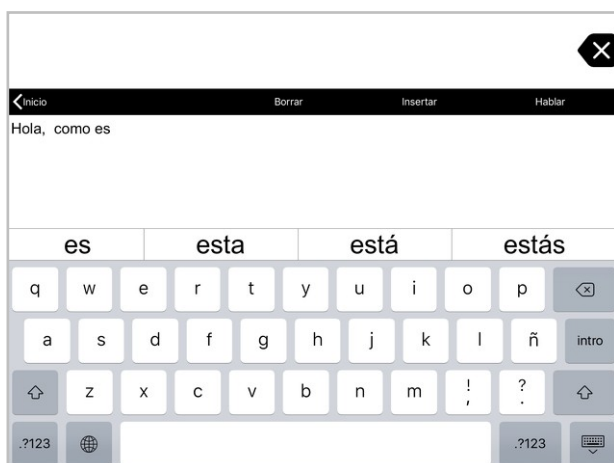 Inicio Borrar Insertar Hablar
Hola,  como es
es esta está estás
q w e r t y u i o p
a s d f g h j k l ñ intro
z x c v b n m ! , ? .
.?123 .?123